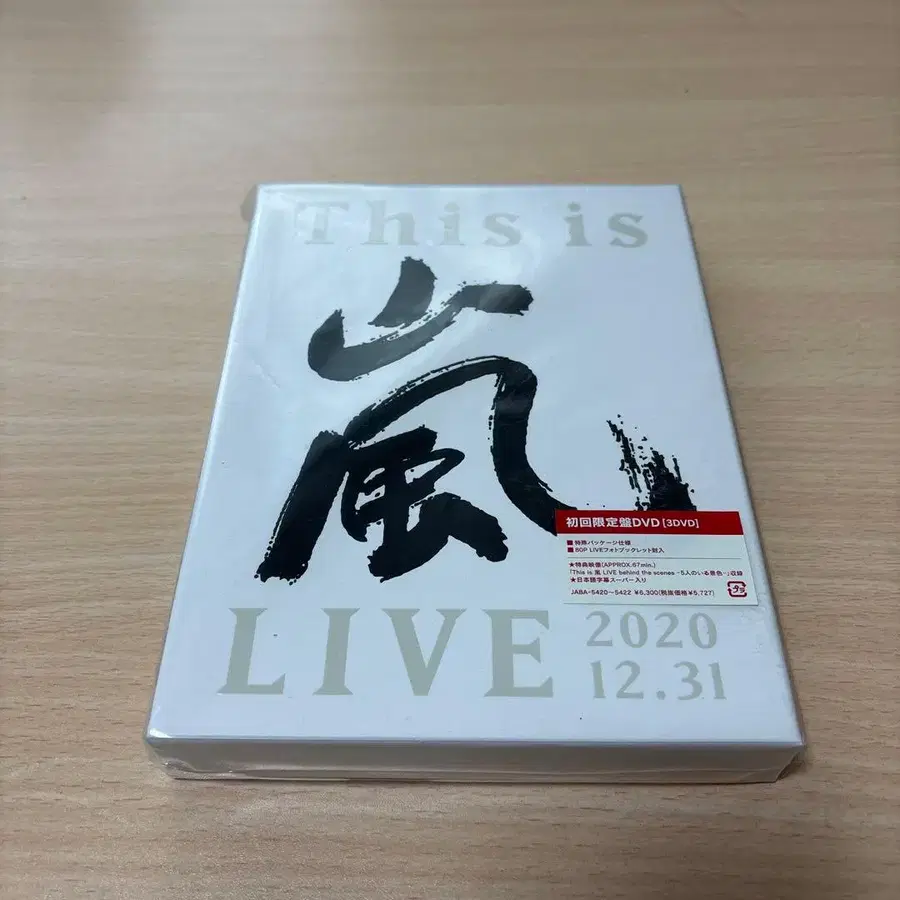 This is
嵐
LIVE
2020
12.31
初回限定盤DVD [3DVD]
■特殊パッケージ仕様
■80P LIVEフォトブックレット封入
★特典映像(APPROX.67min.)
「This is 嵐 LIVE behind the scenes -5人のいる景色-」収録
★日本語字幕スーパー入り
JABA-5420~5422 ¥6,300(税抜価格¥5,727)